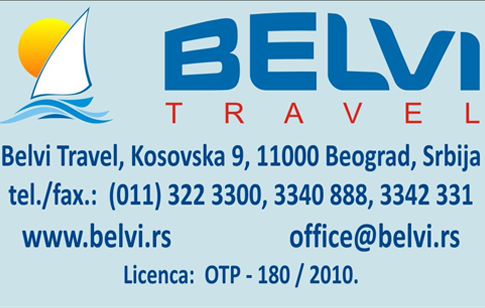 BELVI
TRAVEL
Belvi Travel, Kosovska 9, 11000 Beograd, Srbija
tel./fax.: (011) 322 3300, 3340 888, 3342 331
www.belvi.rs office@belvi.rs
Licenca: OTP - 180 / 2010.